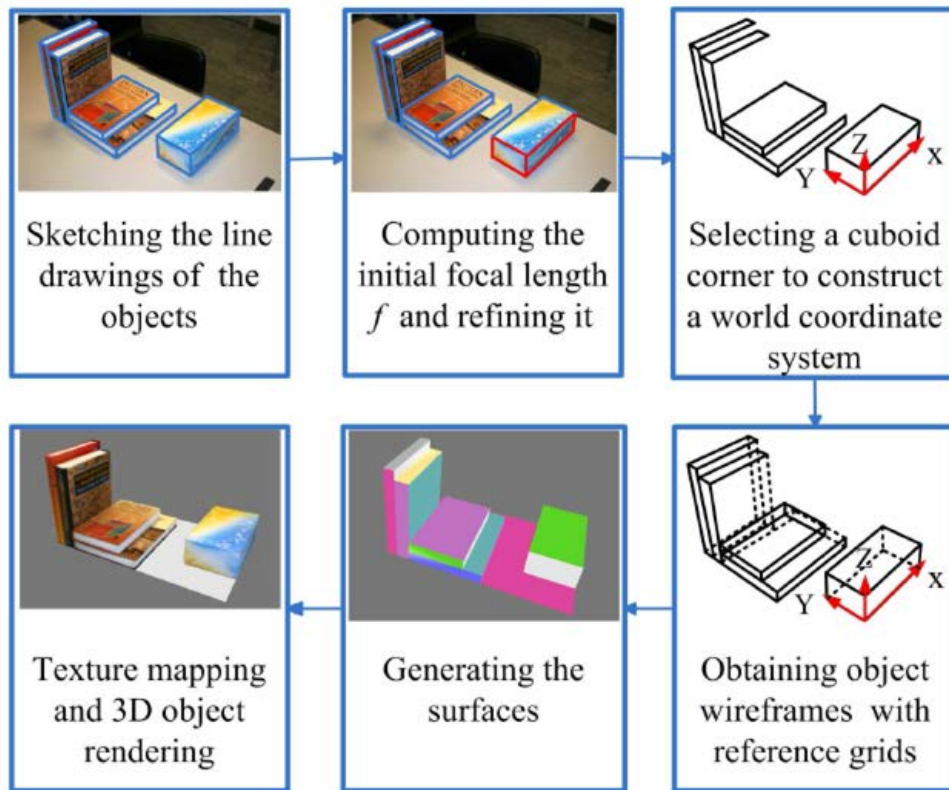 Sketching the line
drawings of the
objects
Computing the
initial focal length
f and refining it
Z
Y
x
Selecting a cuboid
corner to construct
a world coordinate
system
Z
Y
x
Obtaining object
wireframes with
reference grids
Generating the
surfaces
Texture mapping
and 3D object
rendering